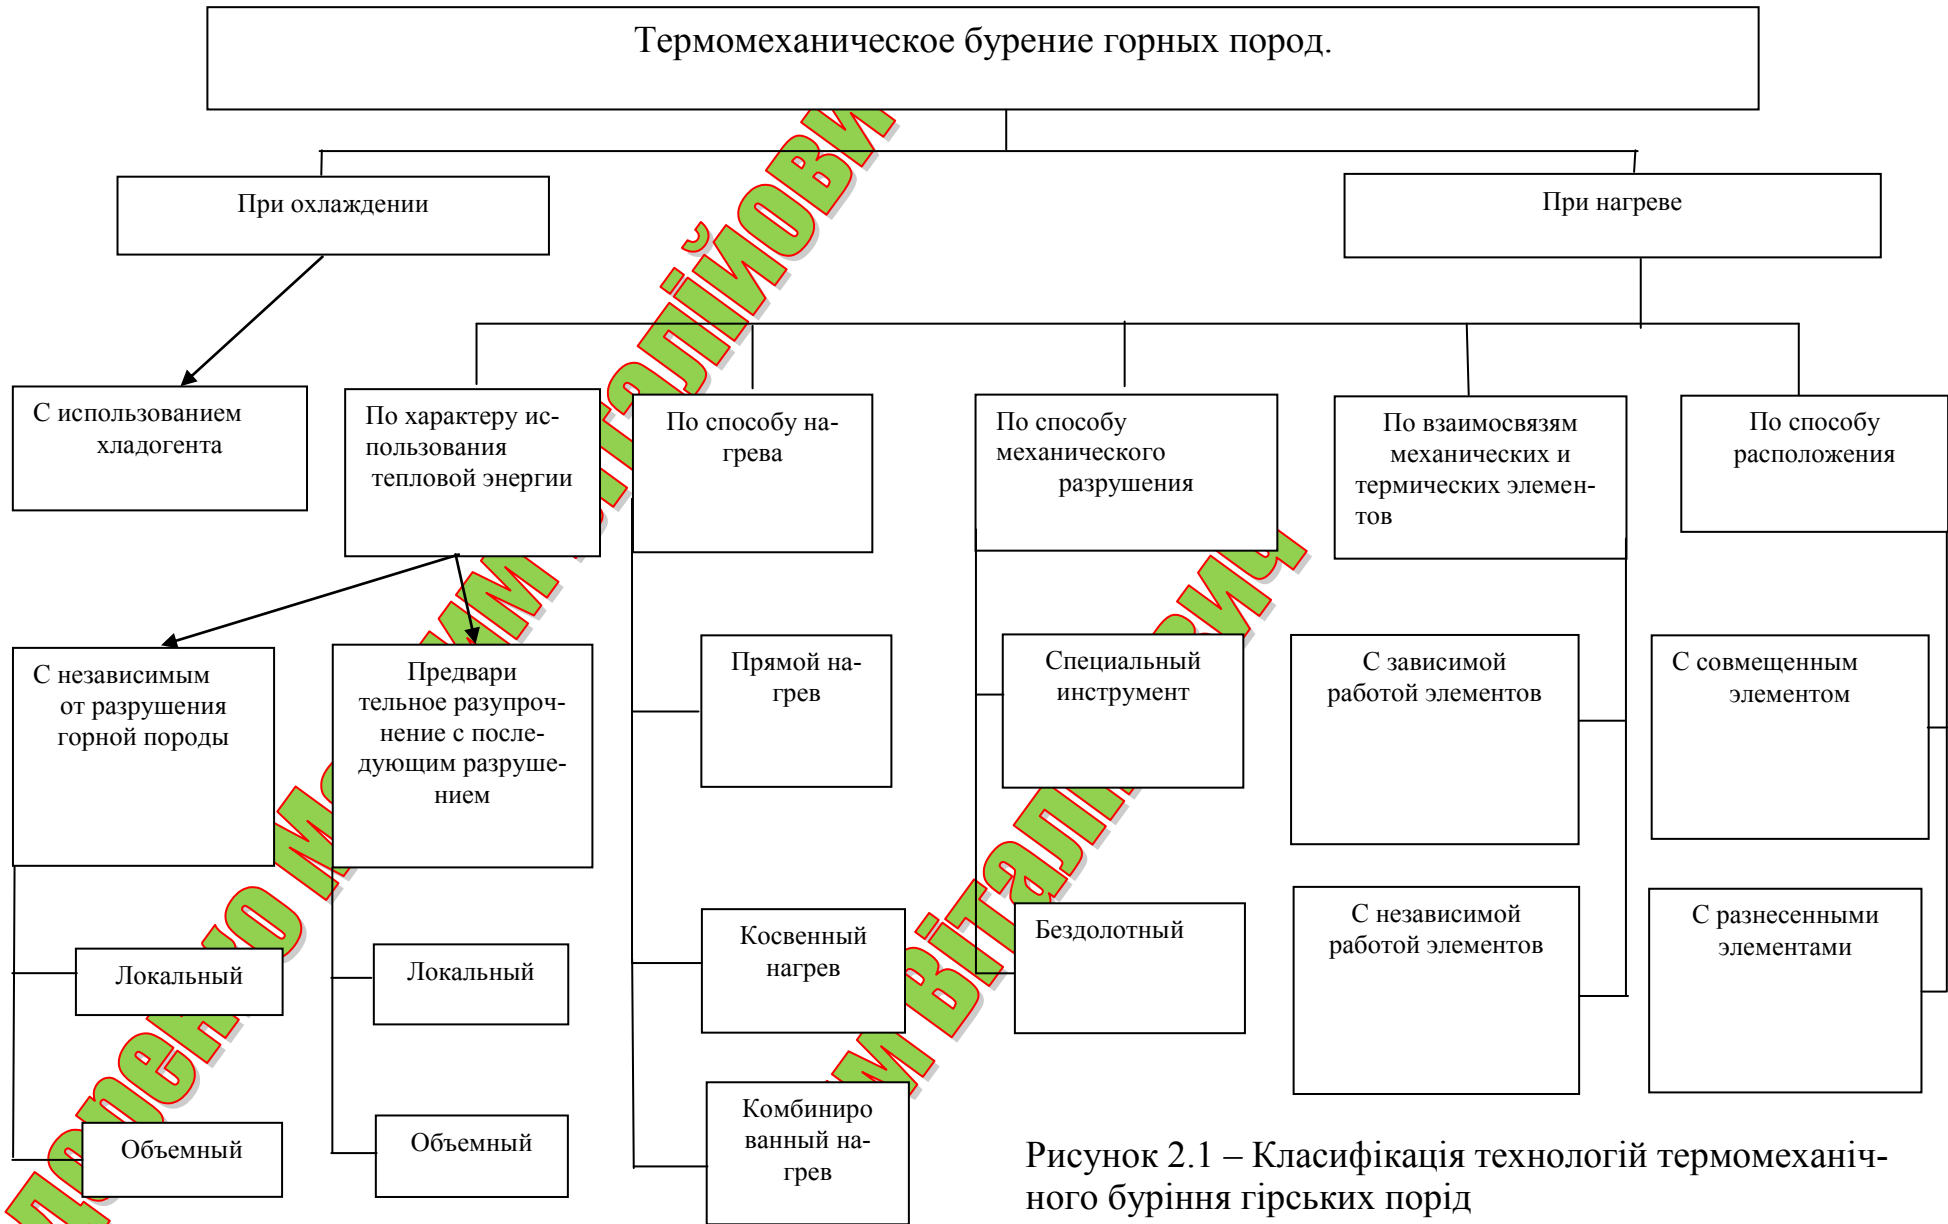 Термомеханическое бурение горных пород.
При охлаждении
При нагреве
С использованием
хладогента
По характеру ис-
пользования
тепловой энергии
По способу на-
грева
По способу
механического
разрушения
По взаимосвязям
механических и
термических элемен-
тов
По способу
расположения
С независимым
от разрушения
горной породы
Предвари
тельное разупроч-
нение с после-
дующим разруше-
нием
Прямой на-
грев
Специальный
инструмент
С зависимой
работой элементов
С совмещенным
элементом
Косвенный
нагрев
Бездолотный
С независимой
работой элементов
С разнесенными
элементами
Локальный
Локальный
Комбиниро
ванный на-
грев
Объемный
Объемный
Рисунок 2.1 – Класифікація технологій термомеханіч-
ного буріння гірських порід